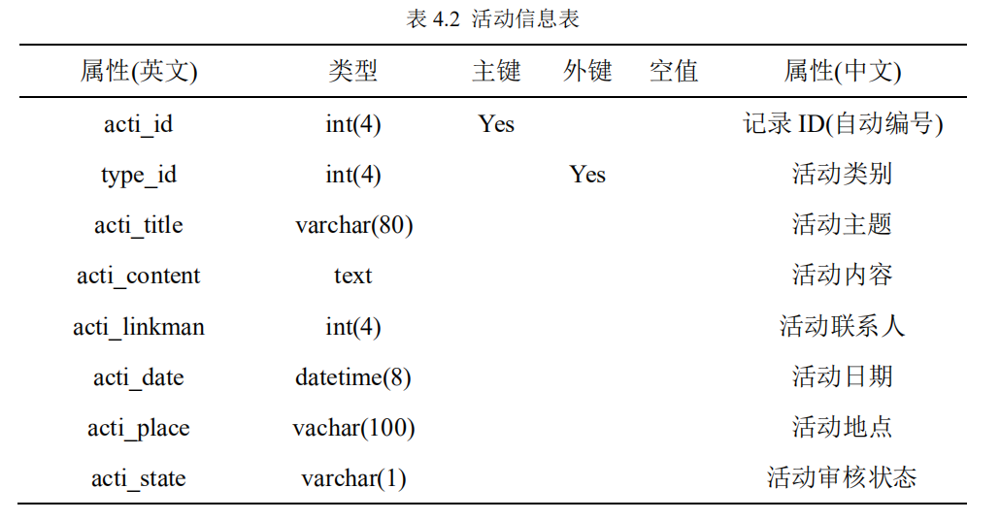 表 4.2 活动信息表
属性(英文) 类型 主键 外键 空值 属性(中文)
acti_id int(4) Yes 记录 ID(自动编号)
type_id int(4) Yes 活动类别
acti_title varchar(80) 活动主题
acti_content text 活动内容
acti_linkman int(4) 活动联系人
acti_date datetime(8) 活动日期
acti_place vachar(100) 活动地点
acti_state varchar(1) 活动审核状态